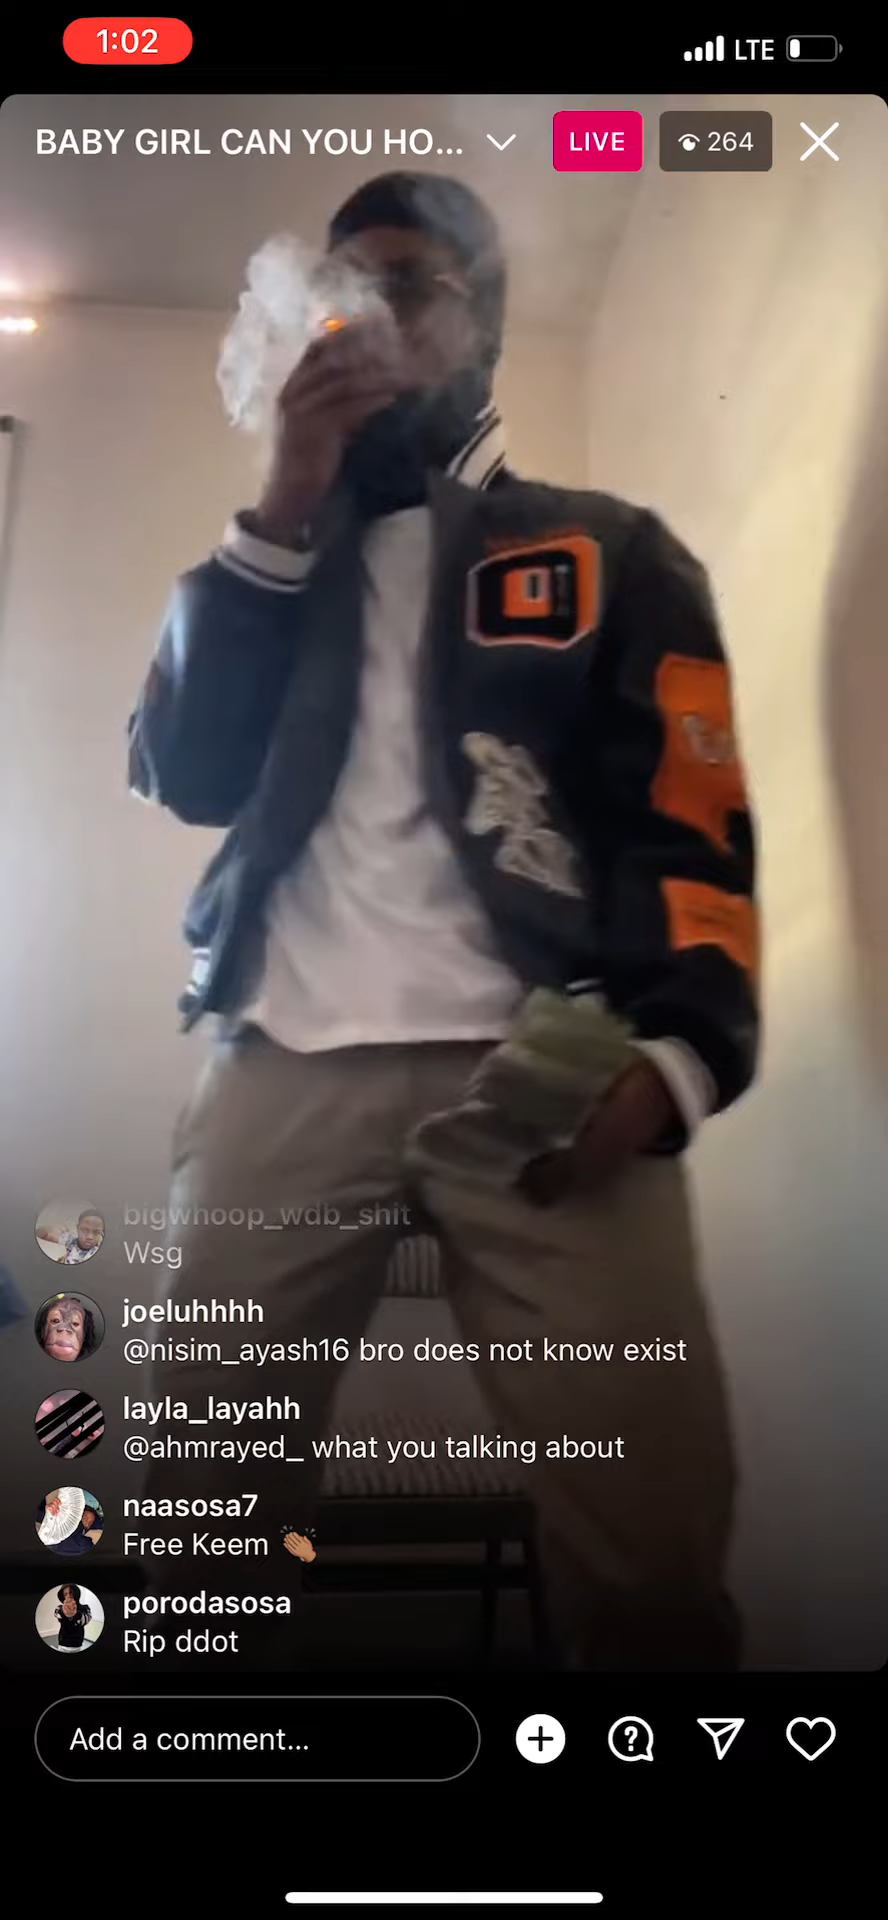 1:02
LTE
BABY GIRL CAN YOU HO...
LIVE
264
bigwhoop_wdb_shit
Wsg
joeluhhhh
@nisim_ayash16 bro does not know exist
layla_layahh
@ahmrayed_ what you talking about
naasosa7
Free Keem 👏🏽
porodasosa
Rip ddot
Add a comment...